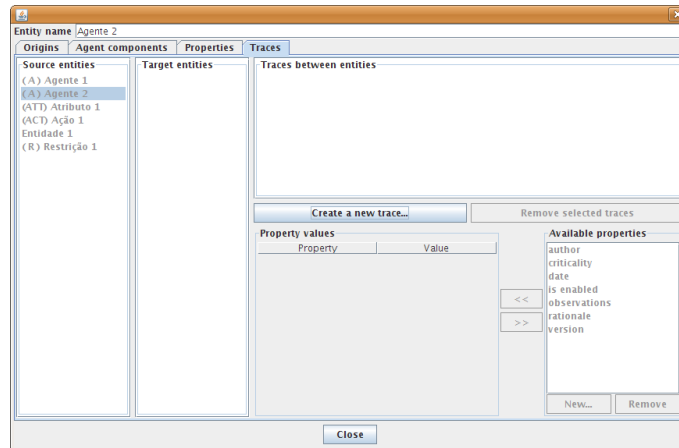 Entity name Agente 2
Origins Agent components Properties Traces
Source entities
(A) Agente 1
(A) Agente 2
(ATT) Atributo 1
(ACT) Ação 1
Entidade 1
(R) Restrição 1
Target entities
Traces between entities
Create a new trace...
Remove selected traces
Property values
Property Value
<<
>>
Available properties
author
criticality
date
is enabled
observations
rationale
version
New... Remove
Close